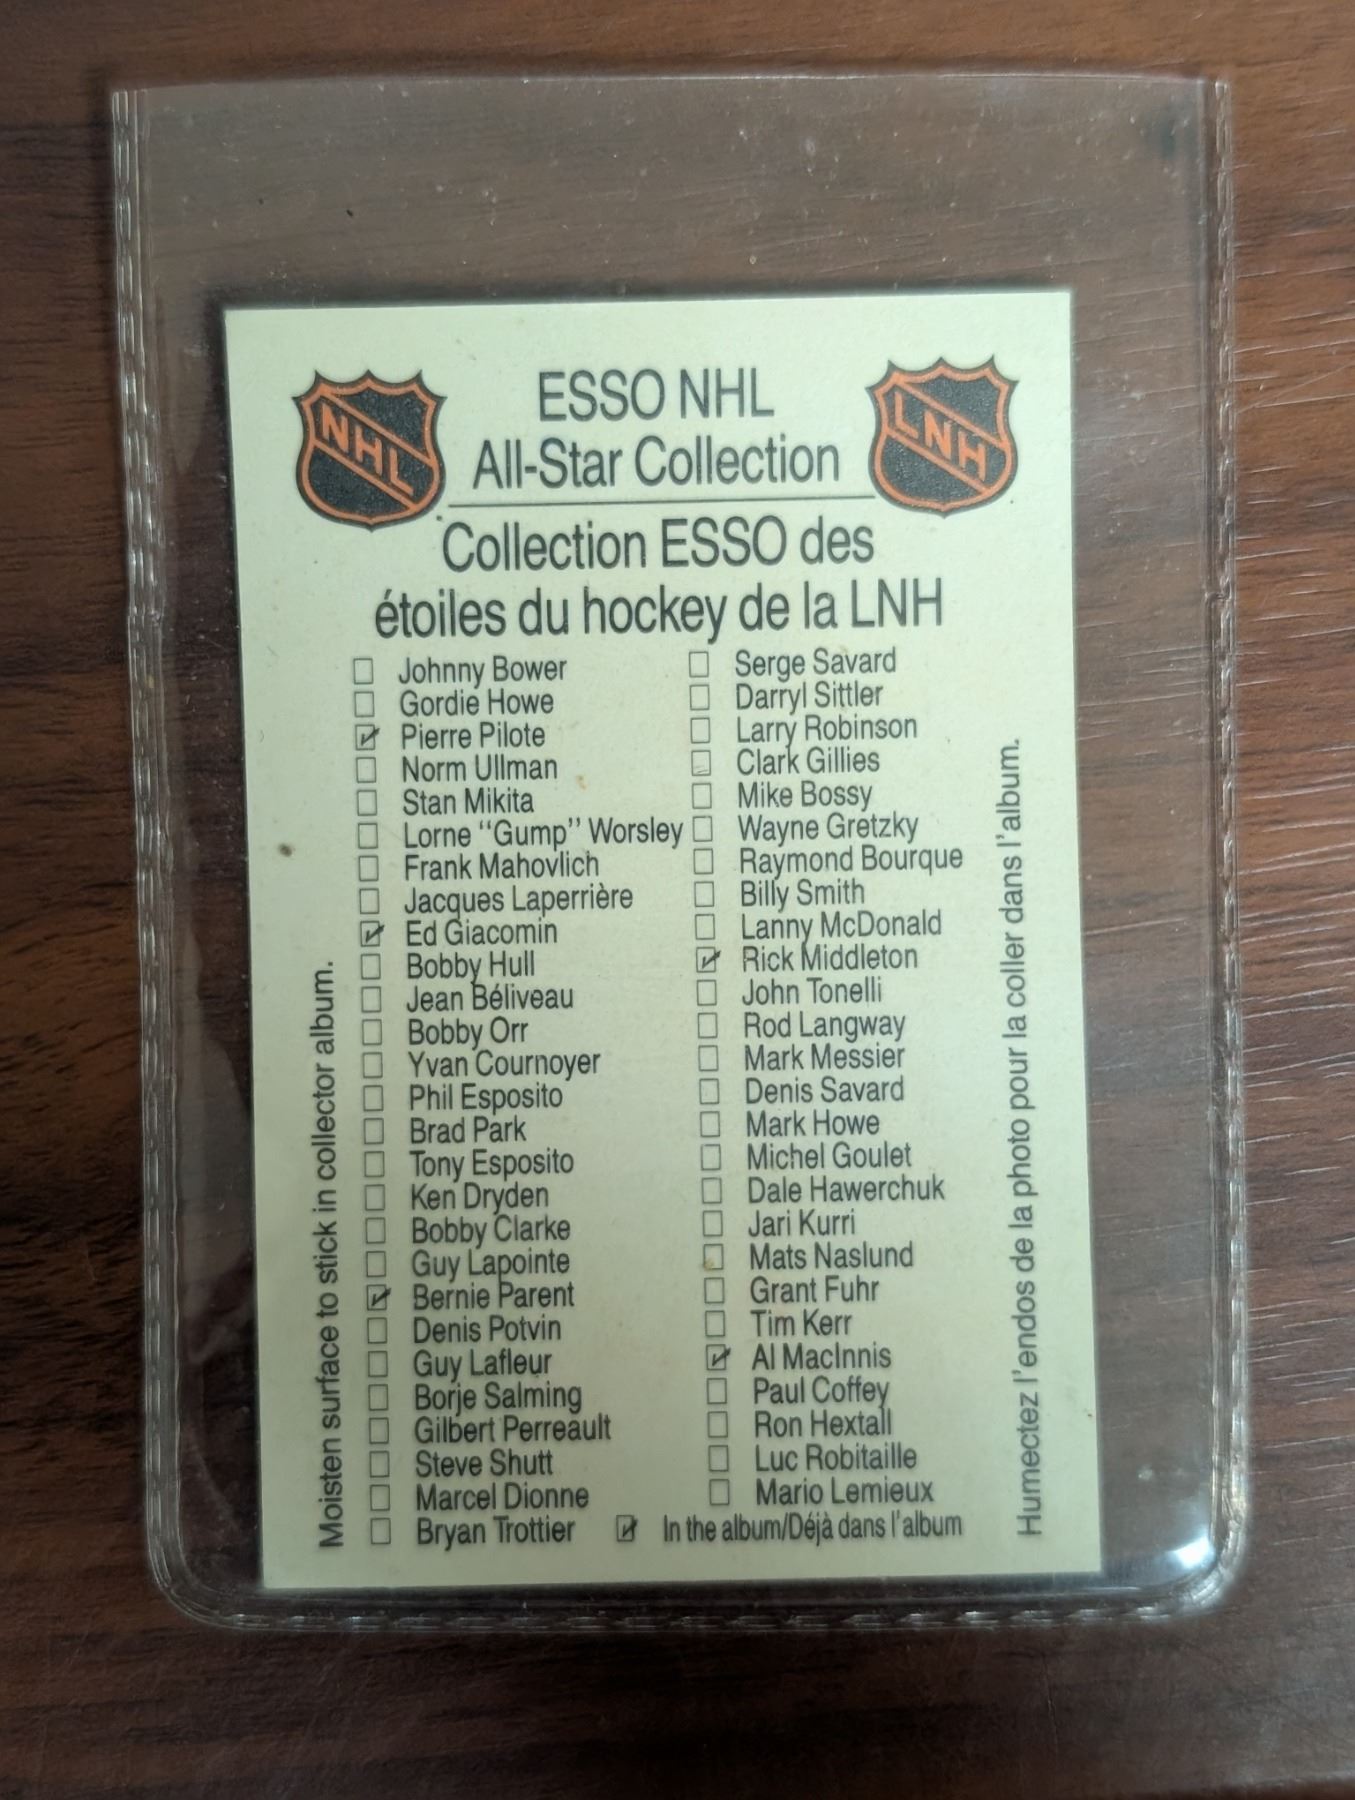 NHL
ESSO NHL
LNH
All-Star Collection
Collection ESSO des
étoiles du hockey de la LNH
☐ Johnny Bower
☐ Gordie Howe
☑ Pierre Pilote
☐ Norm Ullman
☐ Stan Mikita
☐ Lorne "Gump" Worsley
☐ Frank Mahovlich
☐ Jacques Laperrière
☑ Ed Giacomin
☐ Bobby Hull
☐ Jean Béliveau
☐ Bobby Orr
☐ Yvan Cournoyer
☐ Phil Esposito
☐ Brad Park
☐ Tony Esposito
☐ Ken Dryden
☐ Bobby Clarke
☐ Guy Lapointe
☑ Bernie Parent
☐ Denis Potvin
☐ Guy Lafleur
☐ Borje Salming
☐ Gilbert Perreault
☐ Steve Shutt
☐ Marcel Dionne
☐ Bryan Trottier
☐ Serge Savard
☐ Darryl Sittler
☐ Larry Robinson
☐ Clark Gillies
☐ Mike Bossy
☐ Wayne Gretzky
☐ Raymond Bourque
☐ Billy Smith
☐ Lanny McDonald
☑ Rick Middleton
☐ John Tonelli
☐ Rod Langway
☐ Mark Messier
☐ Denis Savard
☐ Mark Howe
☐ Michel Goulet
☐ Dale Hawerchuk
☐ Jari Kurri
☐ Mats Naslund
☐ Grant Fuhr
☐ Tim Kerr
☑ Al MacInnis
☐ Paul Coffey
☐ Ron Hextall
☐ Luc Robitaille
☐ Mario Lemieux
☑ In the album/Déjà dans l'album
Moisten surface to stick in collector album.
Humectez l'endos de la photo pour la coller dans l'album.